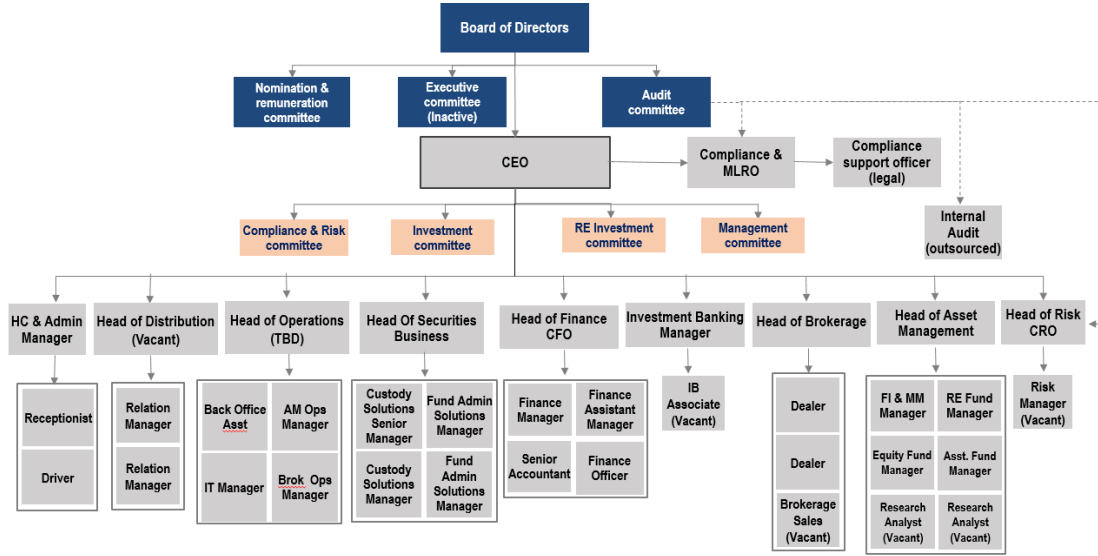 Board of Directors
Nomination &
remuneration
committee
Executive
committee
(Inactive)
Audit
committee
CEO
Compliance &
MLRO
Compliance
support officer
(legal)
Compliance & Risk
committee
Investment
committee
RE Investment
committee
Management
committee
Internal
Audit
(outsourced)
HC & Admin
Manager
Head of Distribution
(Vacant)
Head of Operations
(TBD)
Head Of Securities
Business
Head of Finance
CFO
Investment Banking
Manager
Head of Brokerage
Head of Asset
Management
Head of Risk
CRO
Receptionist
Driver
Relation
Manager
Relation
Manager
Back Office
Asst
AM Ops
Manager
IT Manager
Brok Ops
Manager
Custody
Solutions
Senior
Manager
Fund Admin
Solutions
Manager
Custody
Solutions
Manager
Fund
Admin
Solutions
Manager
Finance
Manager
Finance
Assistant
Manager
Senior
Accountant
Finance
Officer
IB
Associate
(Vacant)
Dealer
Dealer
Brokerage
Sales
(Vacant)
FI & MM
Manager
RE Fund
Manager
Equity Fund
Manager
Asst. Fund
Manager
Research
Analyst
(Vacant)
Research
Analyst
(Vacant)
Risk
Manager
(Vacant)